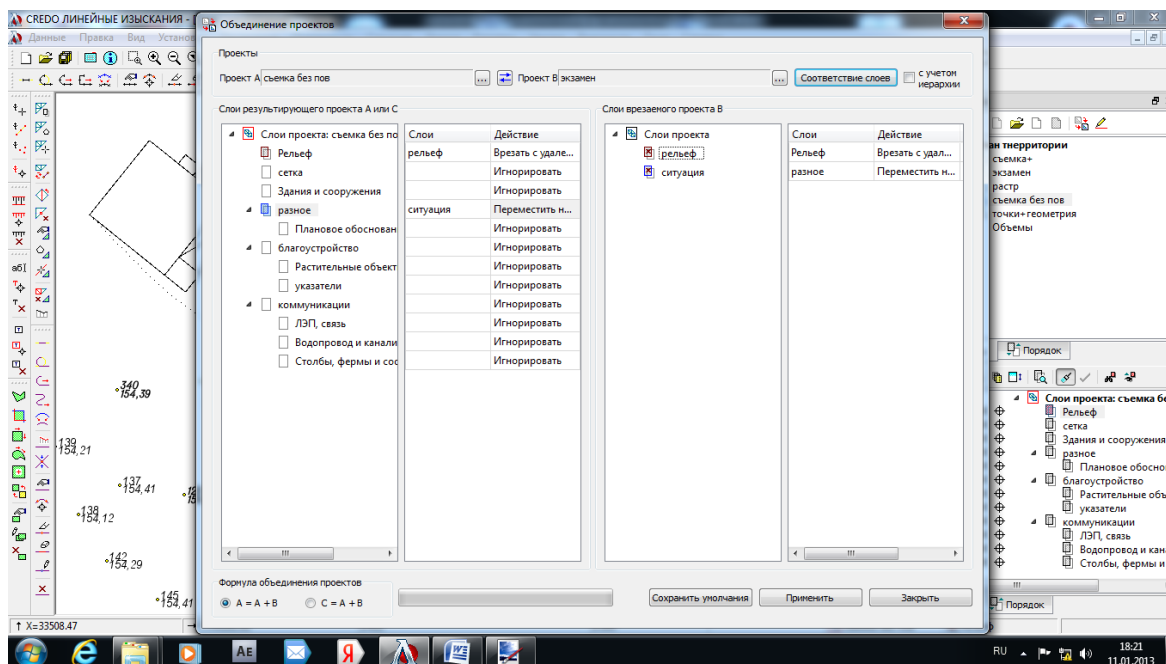 CREDO ЛИНЕЙНЫЕ ИЗЫСКАНИЯ - [
Объединение проектов
Данные Правка Вид Установ
Проекты
Проект A съемка без пов ... Проект B экзамен ... Соответствие слоев с учетом иерархии
Слои результирующего проекта A или C
Слои врезаемого проекта B
Слои проекта: съемка без по Слои Действие
Рельеф рельеф Врезать с удале...
сетка Игнорировать
Здания и сооружения Игнорировать
разное ситуация Переместить н...
Плановое обоснован Игнорировать
благоустройство Игнорировать
Растительные объект Игнорировать
указатели Игнорировать
коммуникации Игнорировать
ЛЭП, связь Игнорировать
Водопровод и канали Игнорировать
Столбы, фермы и соо Игнорировать
Слои проекта Слои Действие
рельеф Рельеф Врезать с удал...
ситуация разное Переместить н...
Формула объединения проектов
A = A + B C = A + B
Сохранить умолчания Применить Закрыть
ан тнерритории
съемка+
экзамен
растр
съемка без пов
точки+геометрия
Объемы
Порядок
Слои проекта: съемка бе
Рельеф
сетка
Здания и сооружения
разное
Плановое обосно
благоустройство
Растительные объ
указатели
коммуникации
ЛЭП, связь
Водопровод и кан
Столбы, фермы и
Порядок
340
154,39
139
154,21
137
154,41
138
154,12
142
154,29
145
154,41
абI
X=33508.47
AE
Я
RU
18:21
11.01.2013